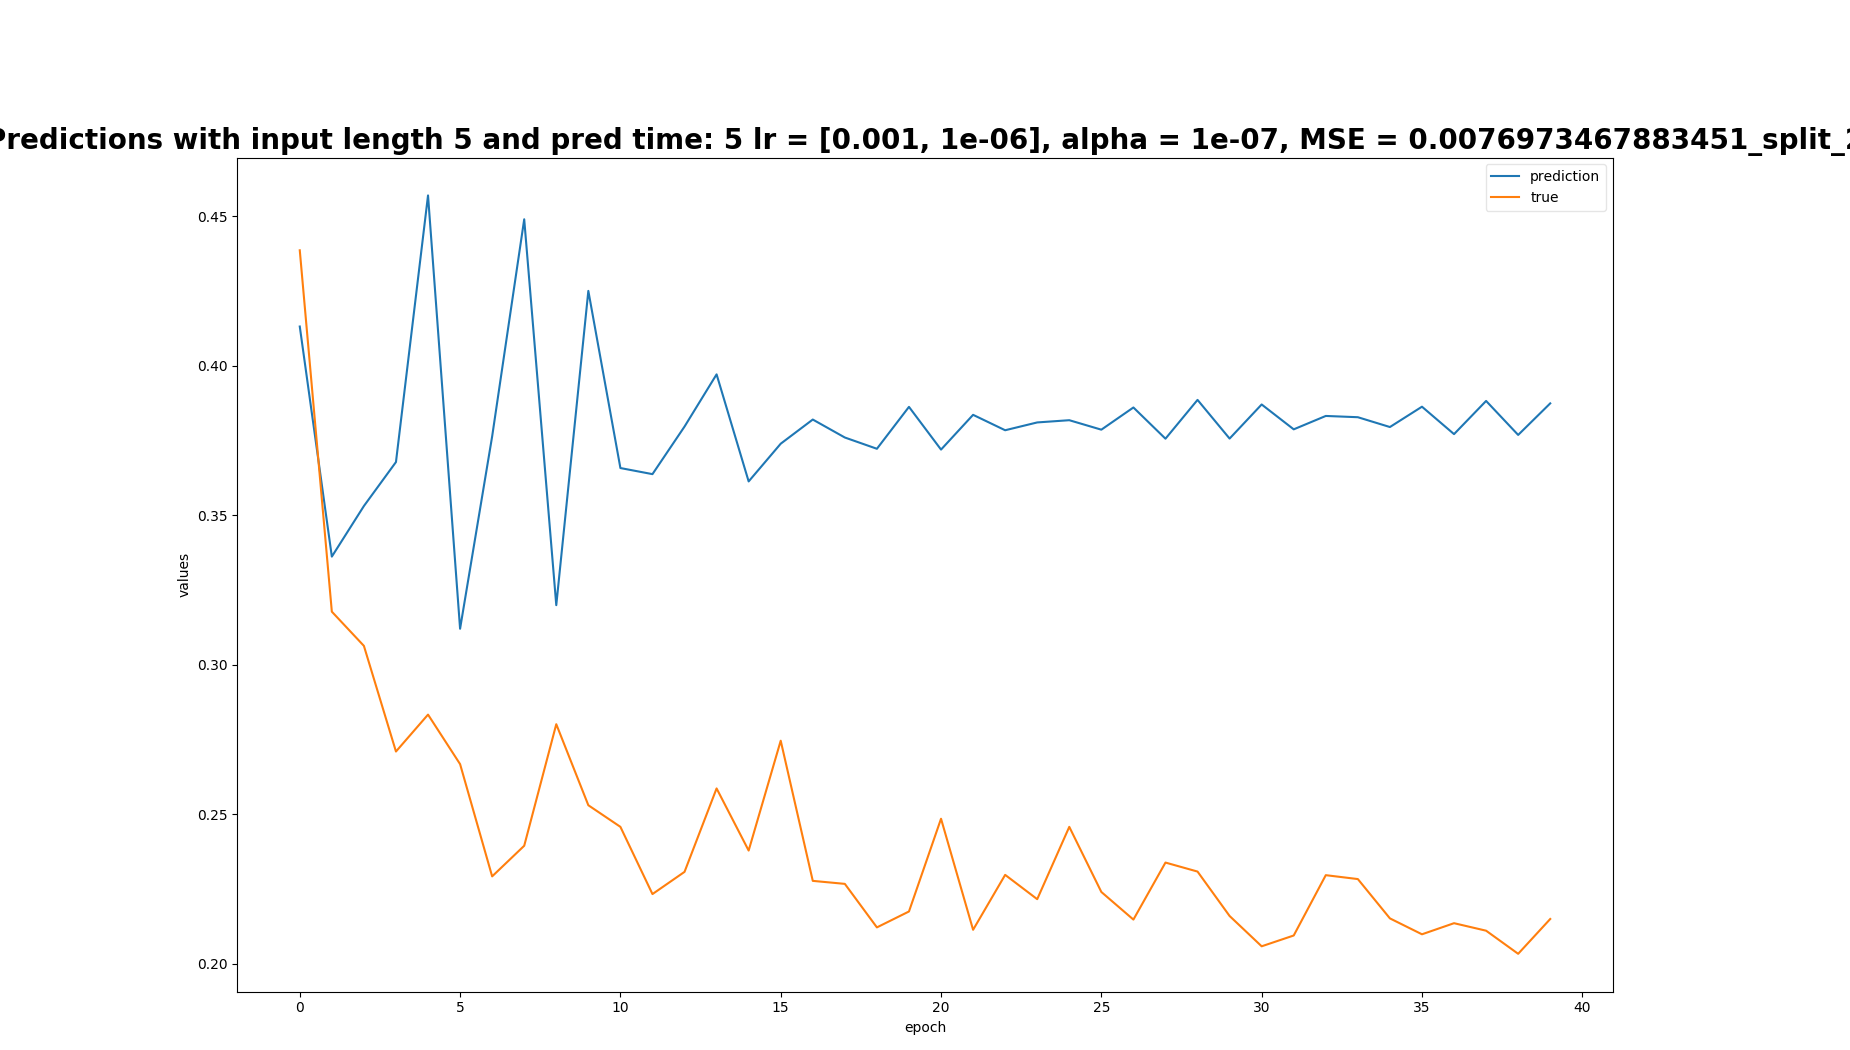 Predictions with input length 5 and pred time: 5 lr = [0.001, 1e-06], alpha = 1e-07, MSE = 0.0076973467883451_split_2
prediction
true
0.45
0.40
0.35
0.30
0.25
0.20
values
0 5 10 15 20 25 30 35 40
epoch